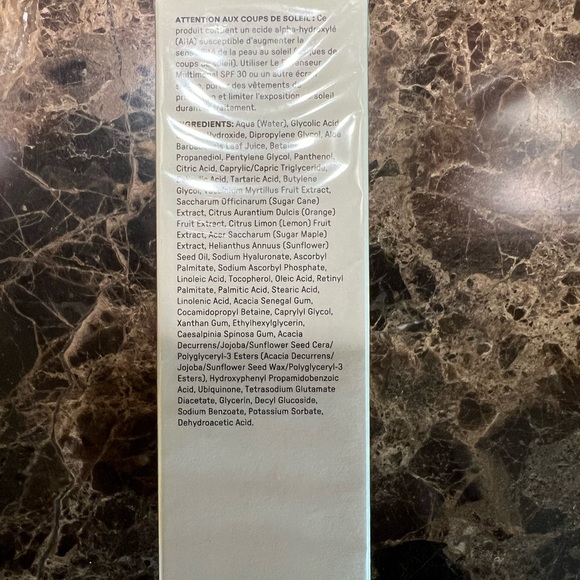 ATTENTION AUX COUPS DE SOLEIL : Ce
produit contient un acide alpha-hydroxylé
(AHA) susceptible d'augmenter la
de la peau au soleil
coups de soleil). Utiliser Le
Multiminéral SPF 30 ou un autre
des vêtements de
et limiter l'exposition soleil
durant traitement.
INGREDIENTS: Aqua (Water), Glycolic Acid
Hydroxide, Dipropylene Glycol, Aloe
Leaf Juice,
Propanediol, Pentylene Glycol, Panthenol,
Citric Acid, Caprylic/Capric Triglyceride,
Acid, Tartaric Acid, Butylene
Glycol, Vaccinium Myrtillus Fruit Extract,
Saccharum Officinarum (Sugar Cane)
Extract, Citrus Aurantium Dulcis (Orange)
Fruit Extract, Citrus Limon (Lemon) Fruit
Extract, Acer Saccharum (Sugar Maple)
Extract, Helianthus Annuus (Sunflower)
Seed Oil, Sodium Hyaluronate, Ascorbyl
Palmitate, Sodium Ascorbyl Phosphate,
Linoleic Acid, Tocopherol, Oleic Acid, Retinyl
Palmitate, Palmitic Acid, Stearic Acid,
Linolenic Acid, Acacia Senegal Gum,
Cocamidopropyl Betaine, Caprylyl Glycol,
Xanthan Gum, Ethylhexylglycerin,
Caesalpinia Spinosa Gum, Acacia
Decurrens/Jojoba/Sunflower Seed Cera/
Polyglyceryl-3 Esters (Acacia Decurrens/
Jojoba/Sunflower Seed Wax/Polyglyceryl-3
Esters), Hydroxyphenyl Propamidobenzoic
Acid, Ubiquinone, Tetrasodium Glutamate
Diacetate, Glycerin, Decyl Glucoside,
Sodium Benzoate, Potassium Sorbate,
Dehydroacetic Acid.